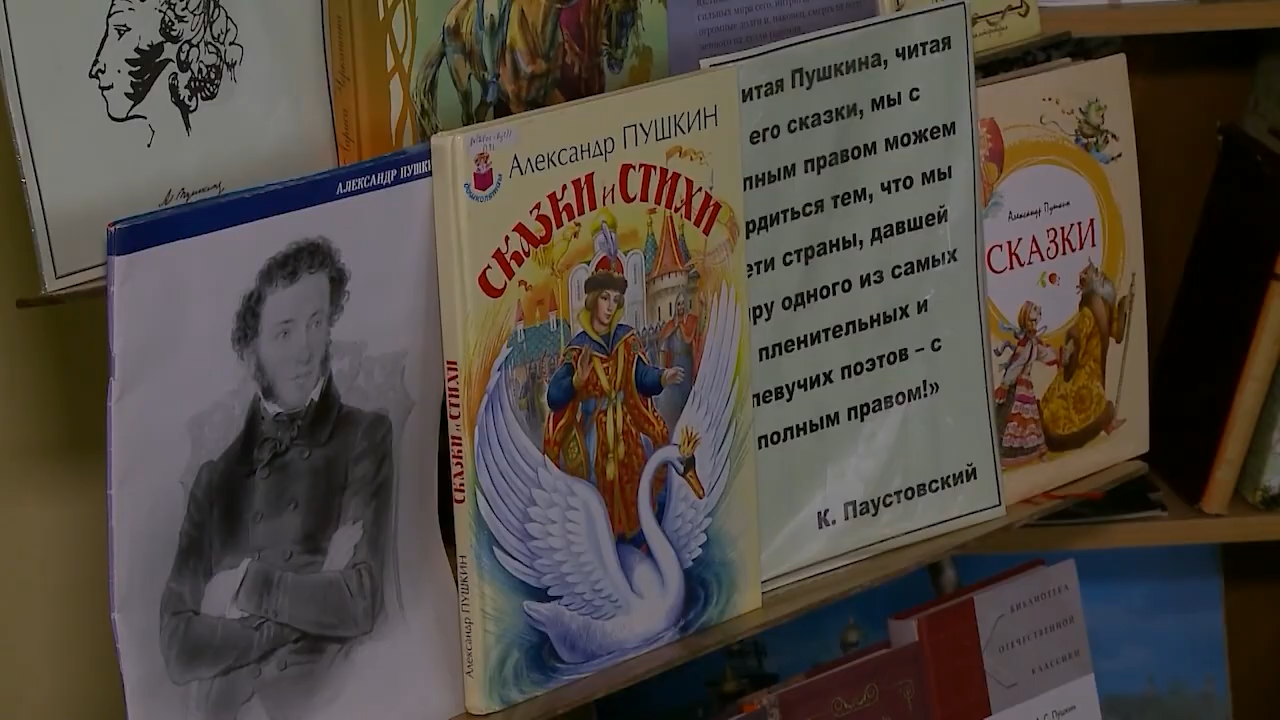 АЛЕКСАНДР ПУШКИ
Александр ПУШКИН
СКАЗКИ и СТИХИ
СКАЗКИ и СТИХИ
Александр ПУШКИН
итая Пушкина, читая
его сказки, мы с
лным правом можем
рдиться тем, что мы
ети страны, давшей
ру одного из самых
пленительных и
певучих поэтов – с
полным правом!»
К. Паустовский
Александр Пушкин
СКАЗКИ
БИБЛИОТЕКА
ОТЕЧЕСТВЕННОЙ
КЛАССИКИ
А. С. Пушкин